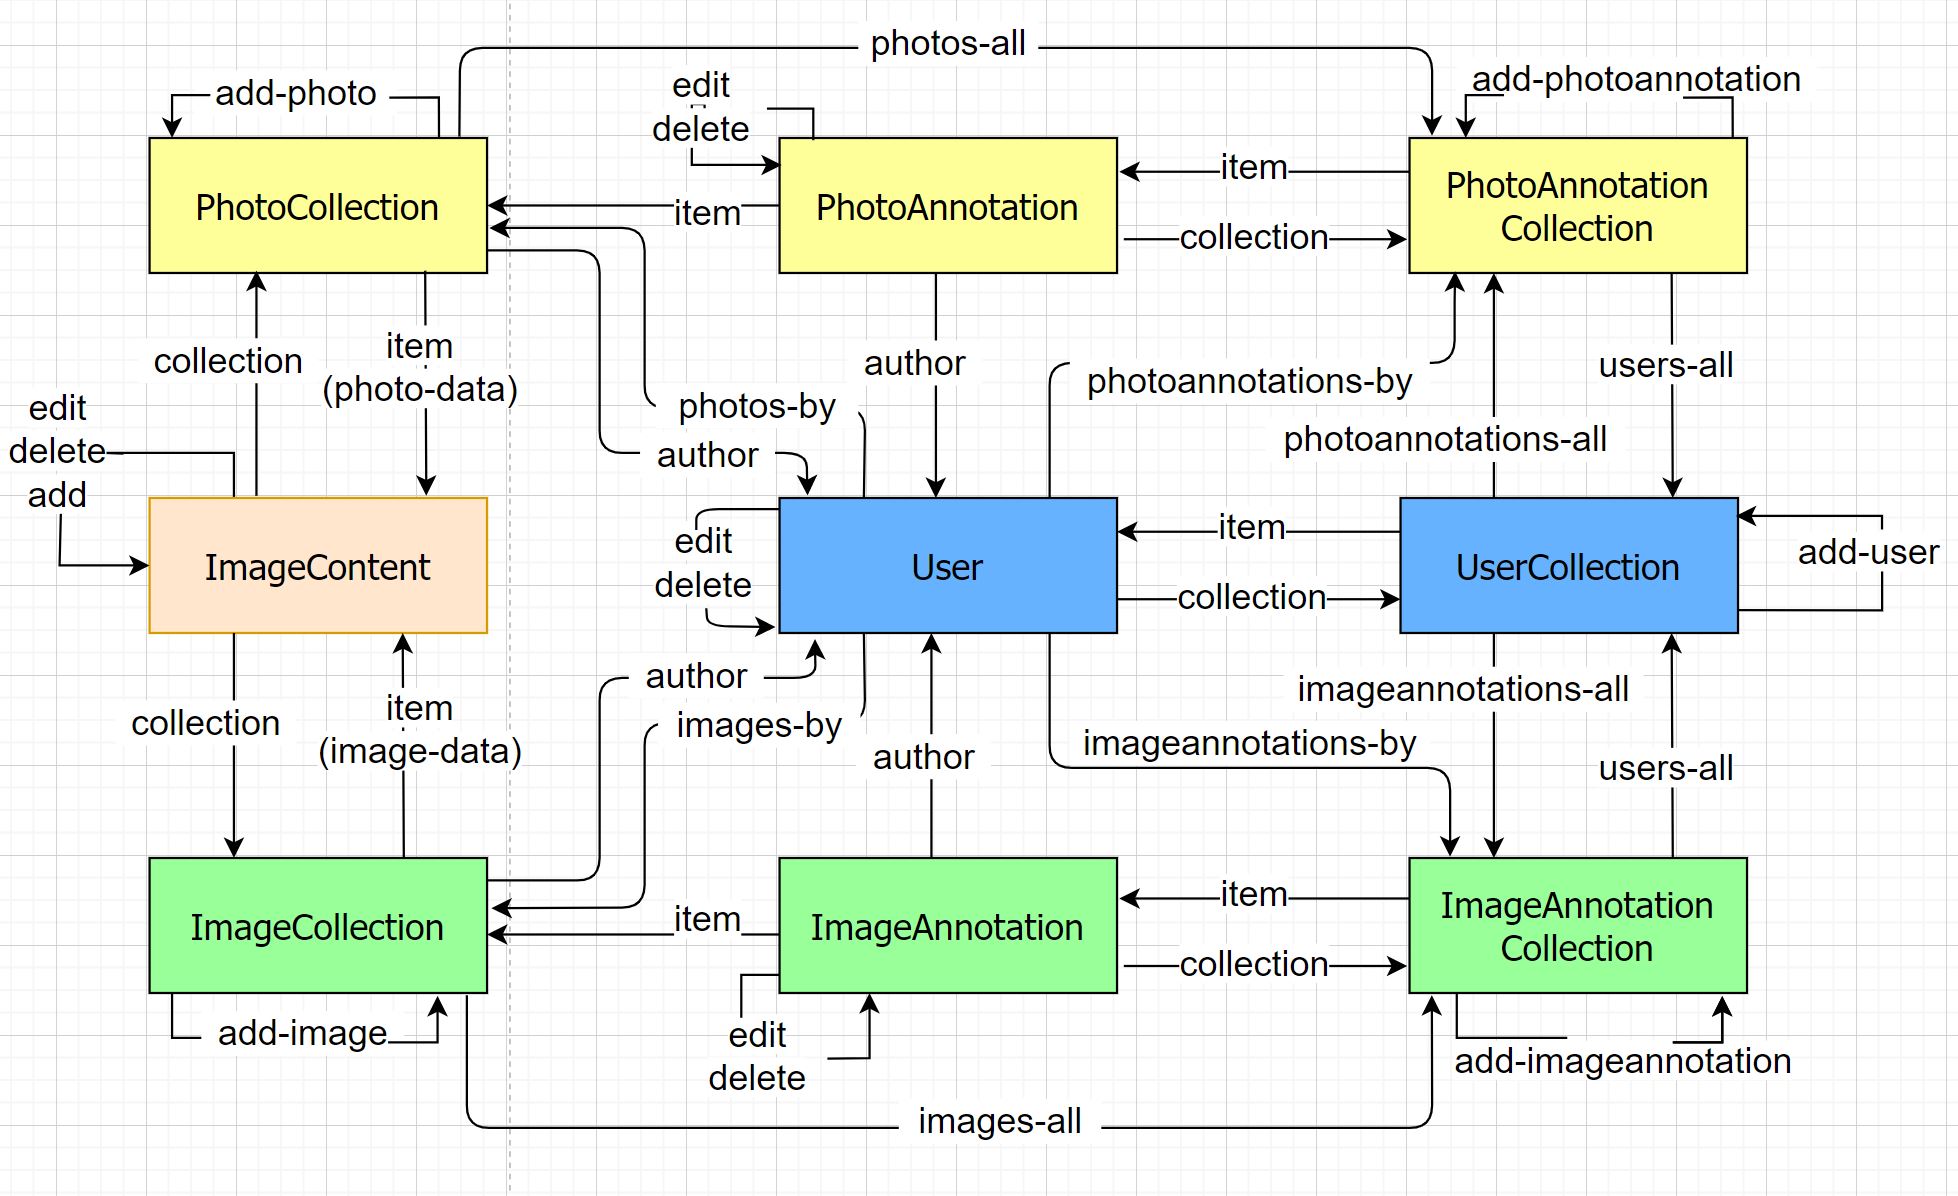 photos-all
add-photo
edit
delete
add-photoannotation
PhotoCollection
item
PhotoAnnotation
item
collection
PhotoAnnotation
Collection
collection
item
(photo-data)
author
photos-by
author
photoannotations-by
users-all
photoannotations-all
edit
delete
add
ImageContent
edit
delete
User
item
collection
UserCollection
add-user
collection
item
(image-data)
author
images-by
author
imageannotations-all
imageannotations-by
users-all
ImageCollection
item
ImageAnnotation
item
collection
ImageAnnotation
Collection
add-image
edit
delete
add-imageannotation
images-all